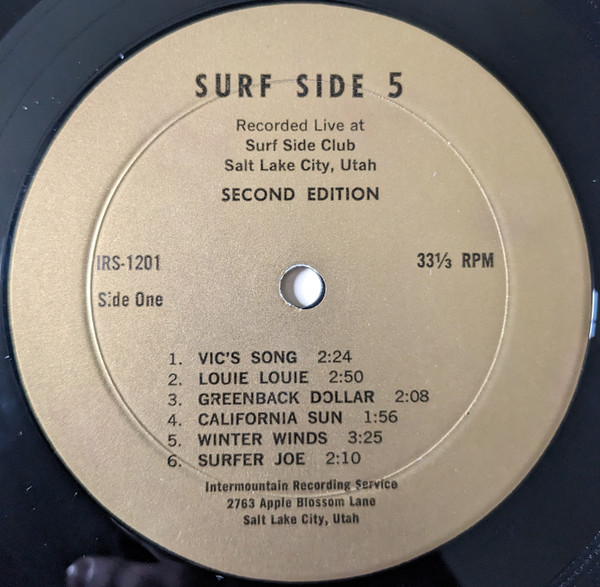 SURF SIDE 5
Recorded Live at
Surf Side Club
Salt Lake City, Utah
SECOND EDITION
IRS-1201
33⅓ RPM
Side One
1. VIC'S SONG 2:24
2. LOUIE LOUIE 2:50
3. GREENBACK DOLLAR 2:08
4. CALIFORNIA SUN 1:56
5. WINTER WINDS 3:25
6. SURFER JOE 2:10
Intermountain Recording Service
2763 Apple Blossom Lane
Salt Lake City, Utah